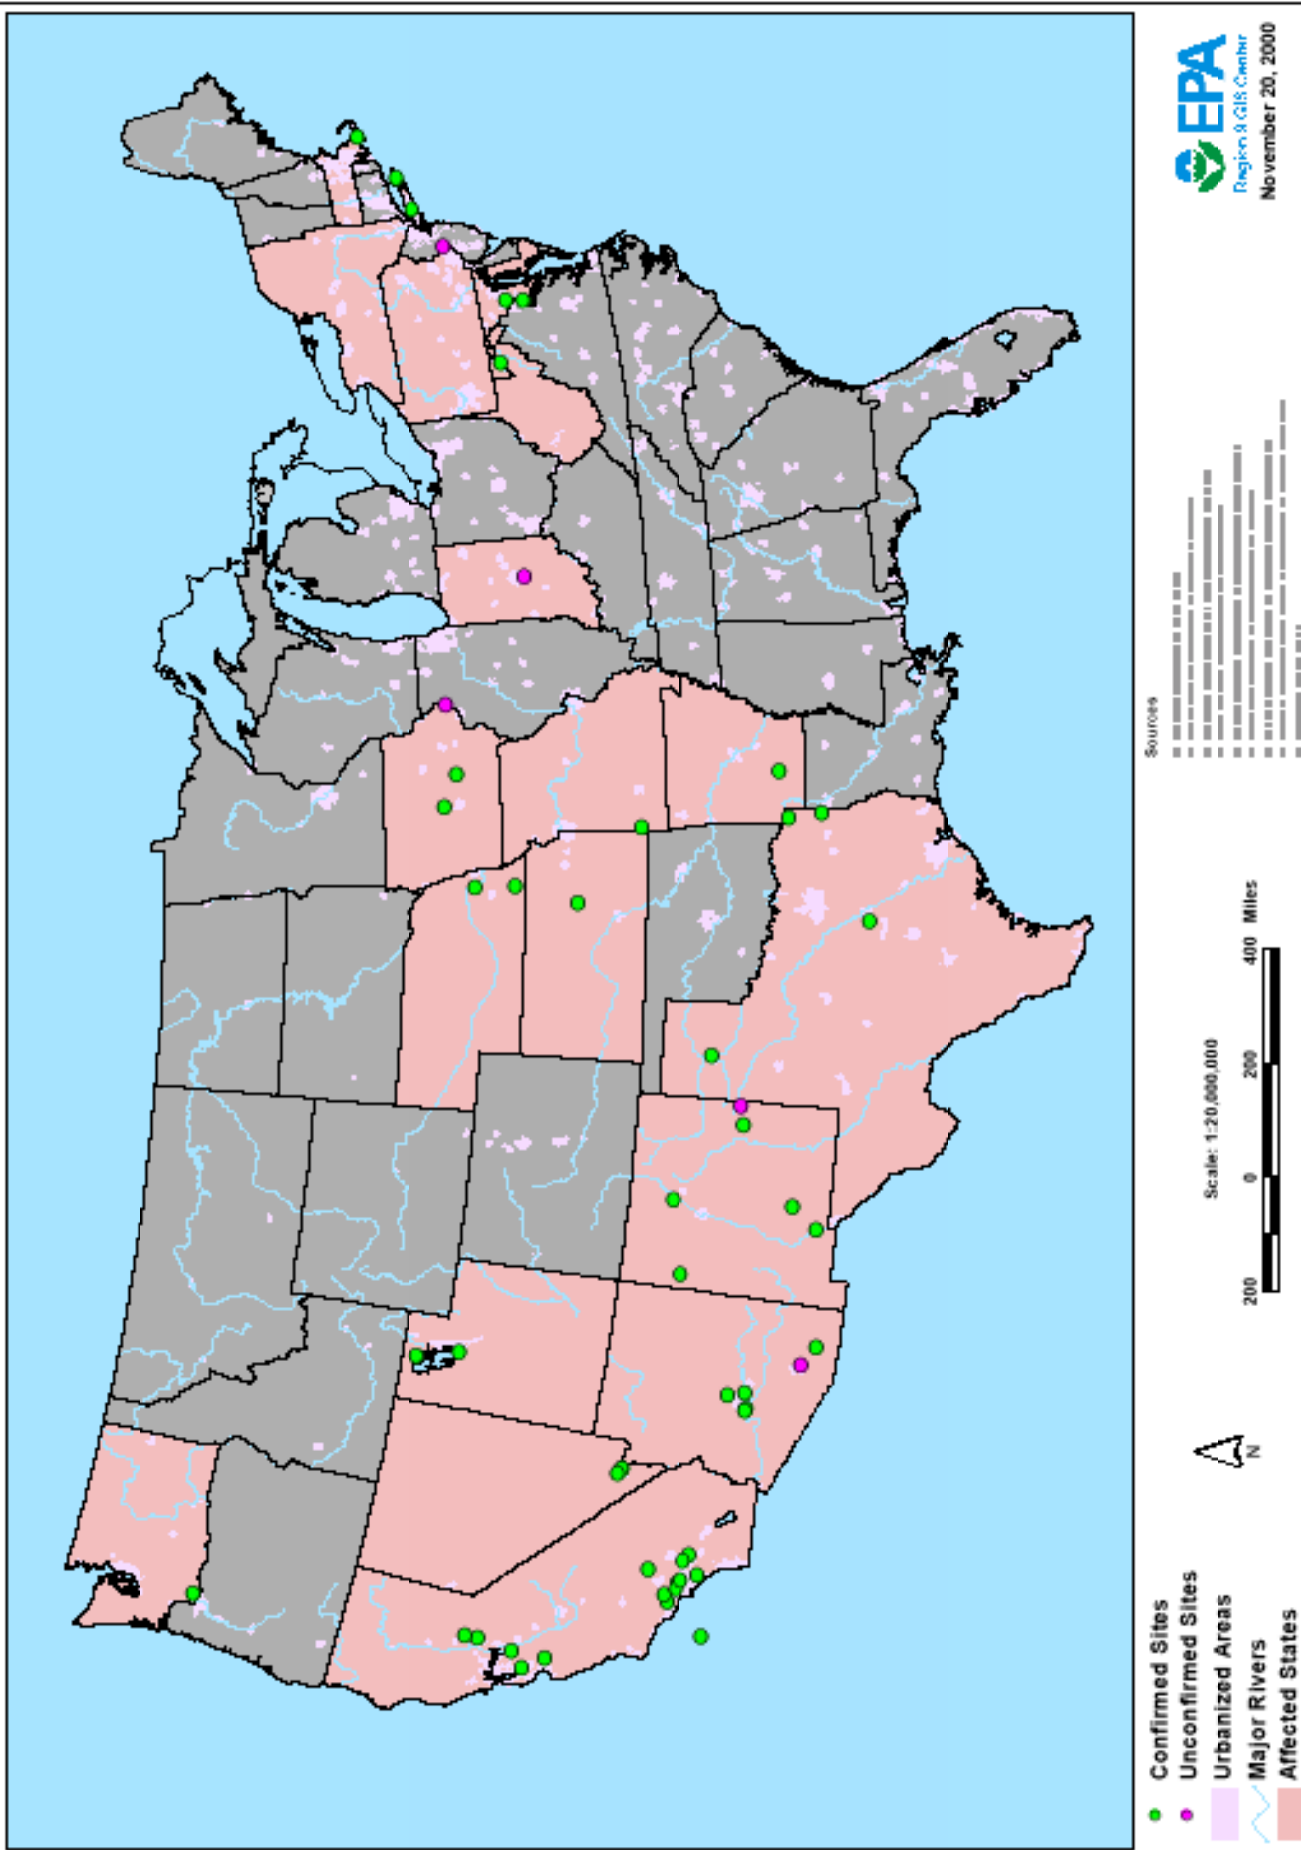 Confirmed Sites
Unconfirmed Sites
Urbanized Areas
Major Rivers
Affected States
N
Scale: 1:20,000,000
200 0 200 400 Miles
Sources
EPA
Region 9 GIS Center
November 20, 2000